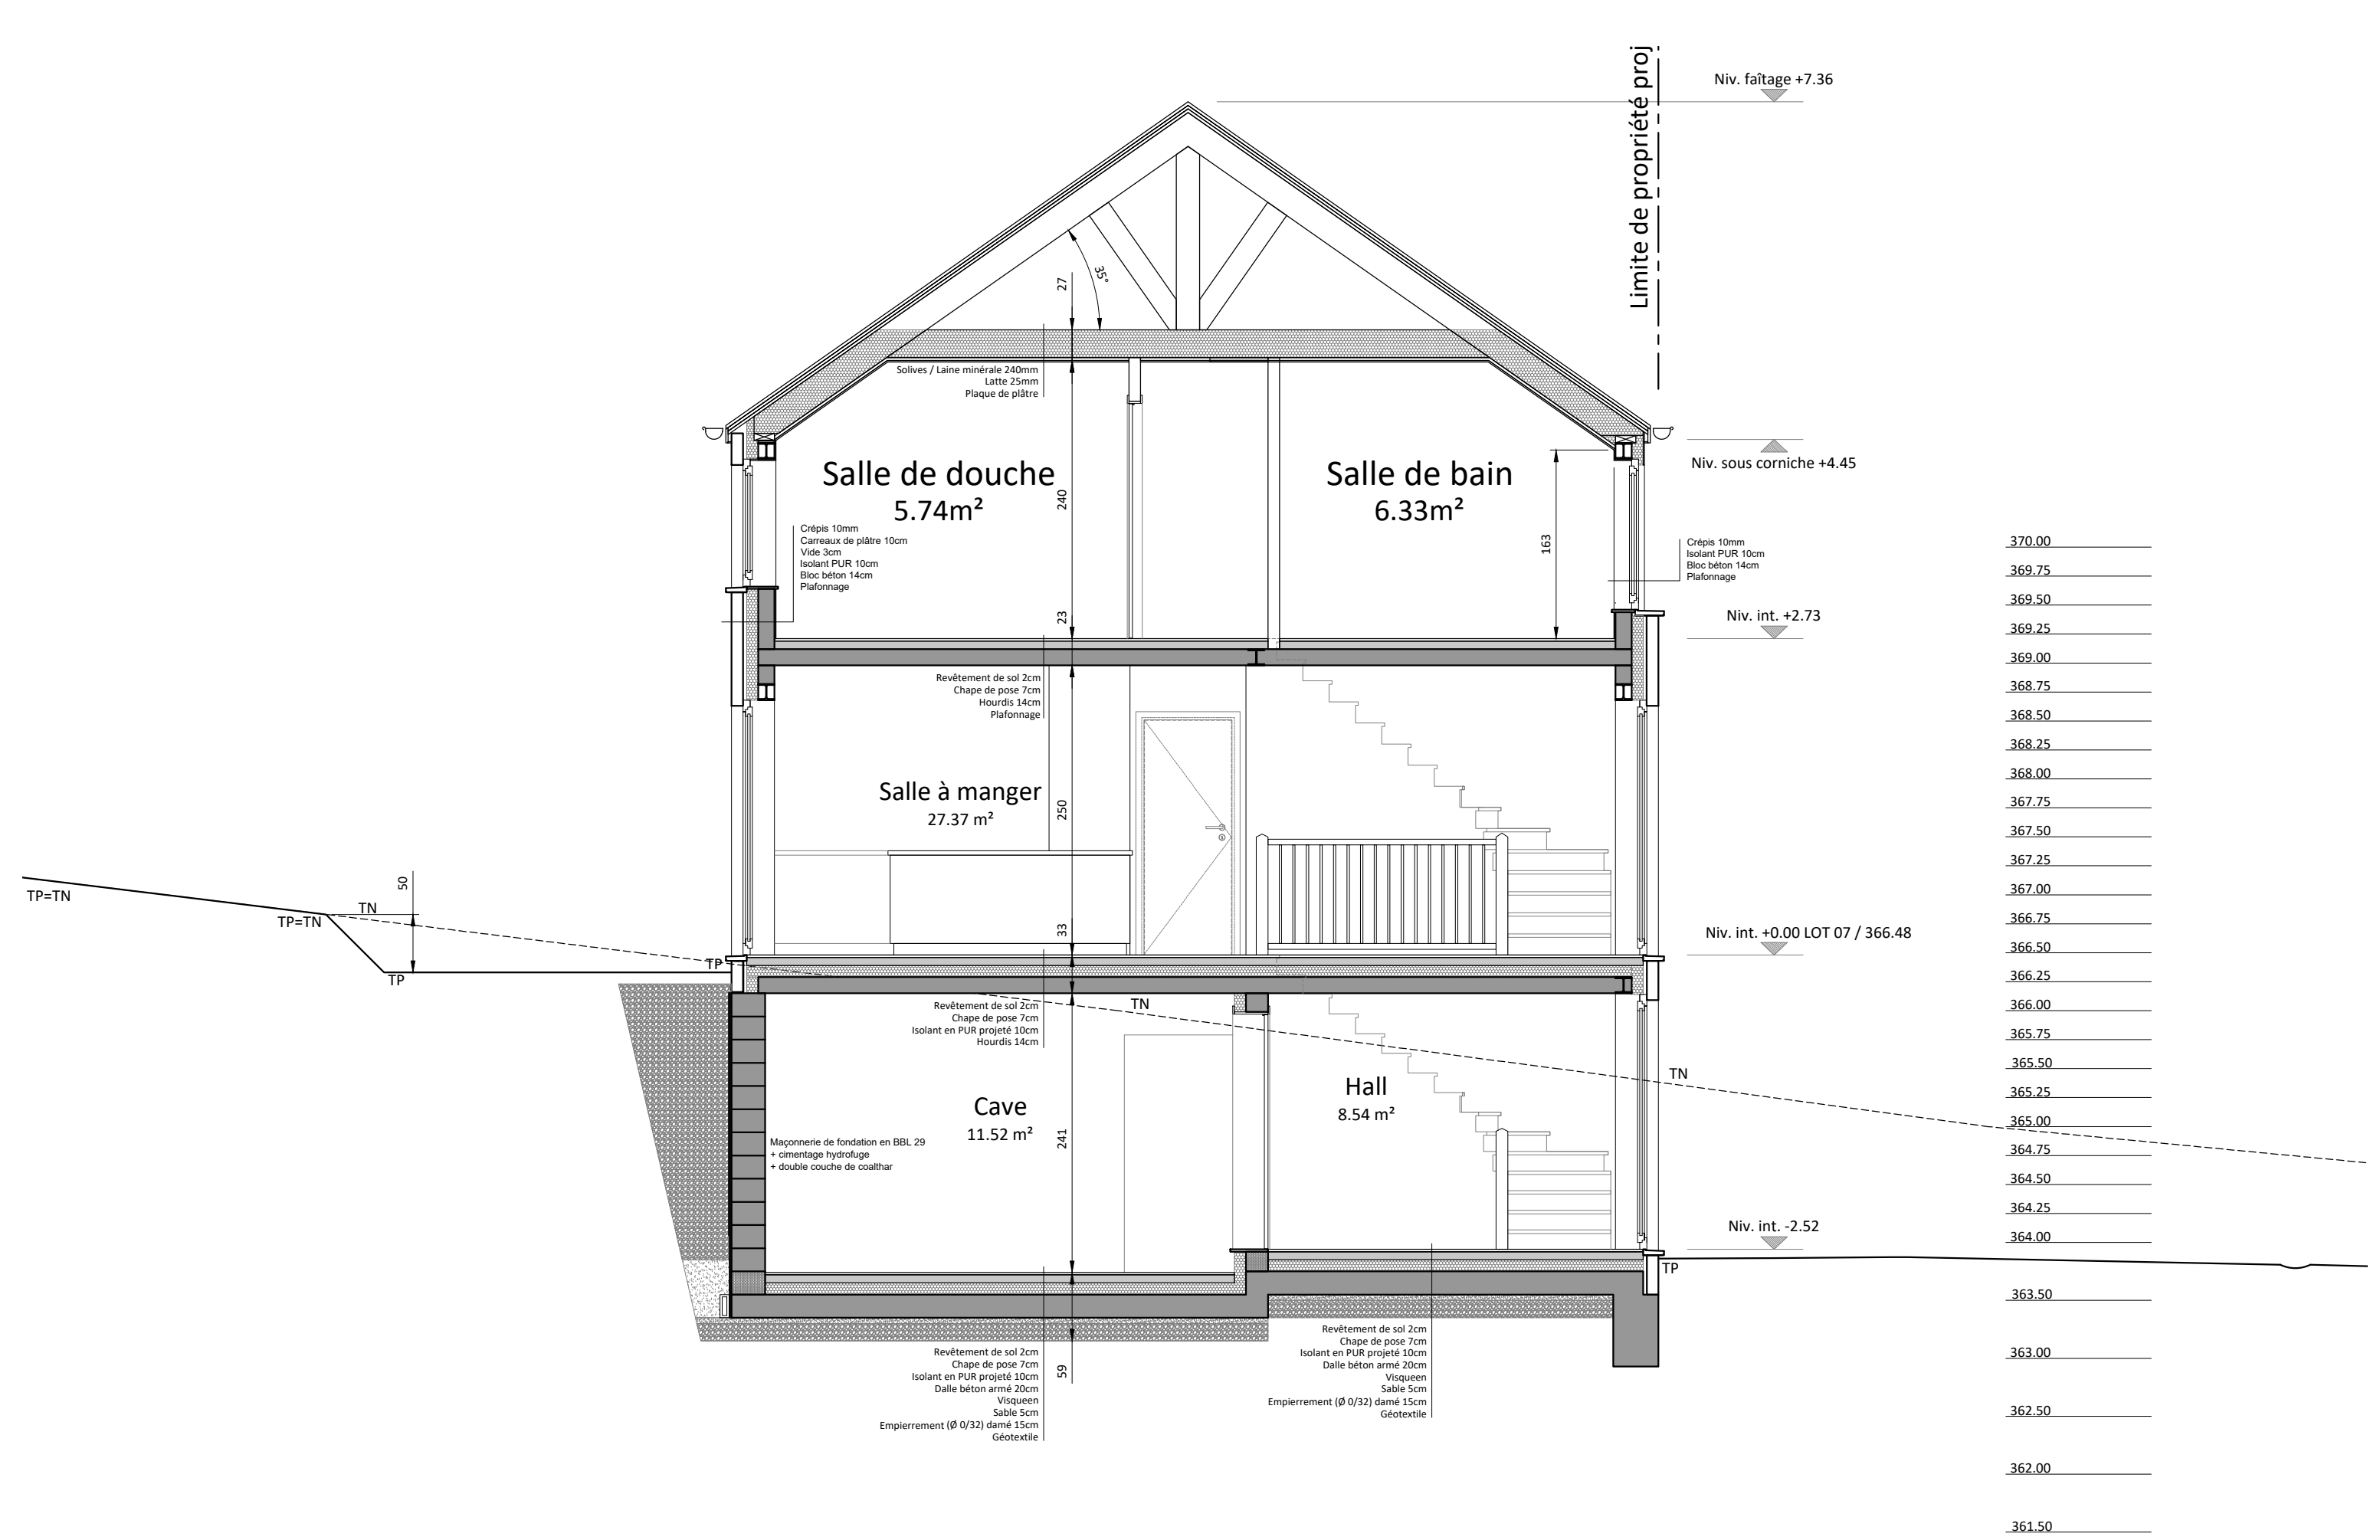 Limite de propriété proj
Niv. faîtage +7.36
35°
27
Solives / Laine minérale 240mm
Latte 25mm
Plaque de plâtre
Niv. sous corniche +4.45
Salle de douche
5.74m²
240
Salle de bain
6.33m²
163
Crépis 10mm
Carreaux de plâtre 10cm
Vide 3cm
Isolant PUR 10cm
Bloc béton 14cm
Plafonnage
Crépis 10mm
Isolant PUR 10cm
Bloc béton 14cm
Plafonnage
23
Niv. int. +2.73
Revêtement de sol 2cm
Chape de pose 7cm
Hourdis 14cm
Plafonnage
Salle à manger
27.37 m²
250
TP=TN
TP=TN
TN
50
TP
TP
33
Niv. int. +0.00 LOT 07 / 366.48
Revêtement de sol 2cm
Chape de pose 7cm
Isolant en PUR projeté 10cm
Hourdis 14cm
TN
TN
Cave
11.52 m²
241
Hall
8.54 m²
Maçonnerie de fondation en BBL 29
+ cimentage hydrofuge
+ double couche de coalthar
Niv. int. -2.52
TP
Revêtement de sol 2cm
Chape de pose 7cm
Isolant en PUR projeté 10cm
Dalle béton armé 20cm
Visqueen
Sable 5cm
Empierrement (Ø 0/32) damé 15cm
Géotextile
59
Revêtement de sol 2cm
Chape de pose 7cm
Isolant en PUR projeté 10cm
Dalle béton armé 20cm
Visqueen
Sable 5cm
Empierrement (Ø 0/32) damé 15cm
Géotextile
370.00
369.75
369.50
369.25
369.00
368.75
368.50
368.25
368.00
367.75
367.50
367.25
367.00
366.75
366.50
366.25
366.00
365.75
365.50
365.25
365.00
364.75
364.50
364.25
364.00
363.50
363.00
362.50
362.00
361.50